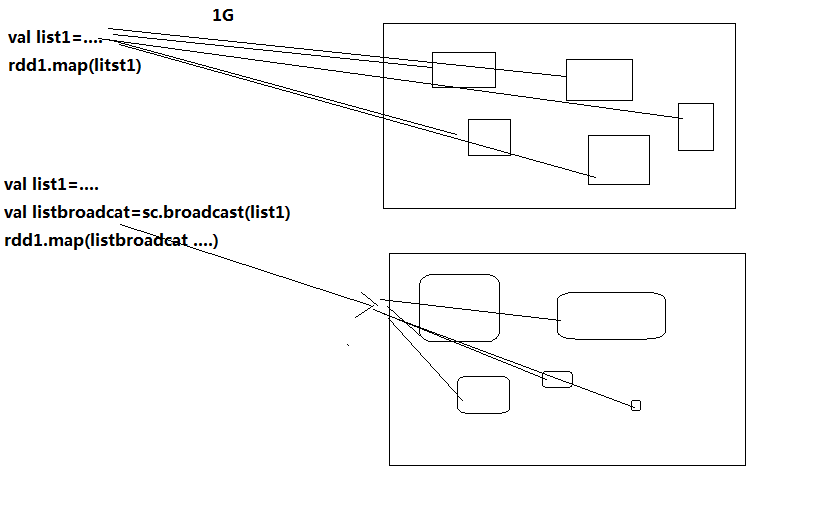 1G
val list1=....
rdd1.map(litst1)
val list1=....
val listbroadcat=sc.broadcast(list1)
rdd1.map(listbroadcat ....)